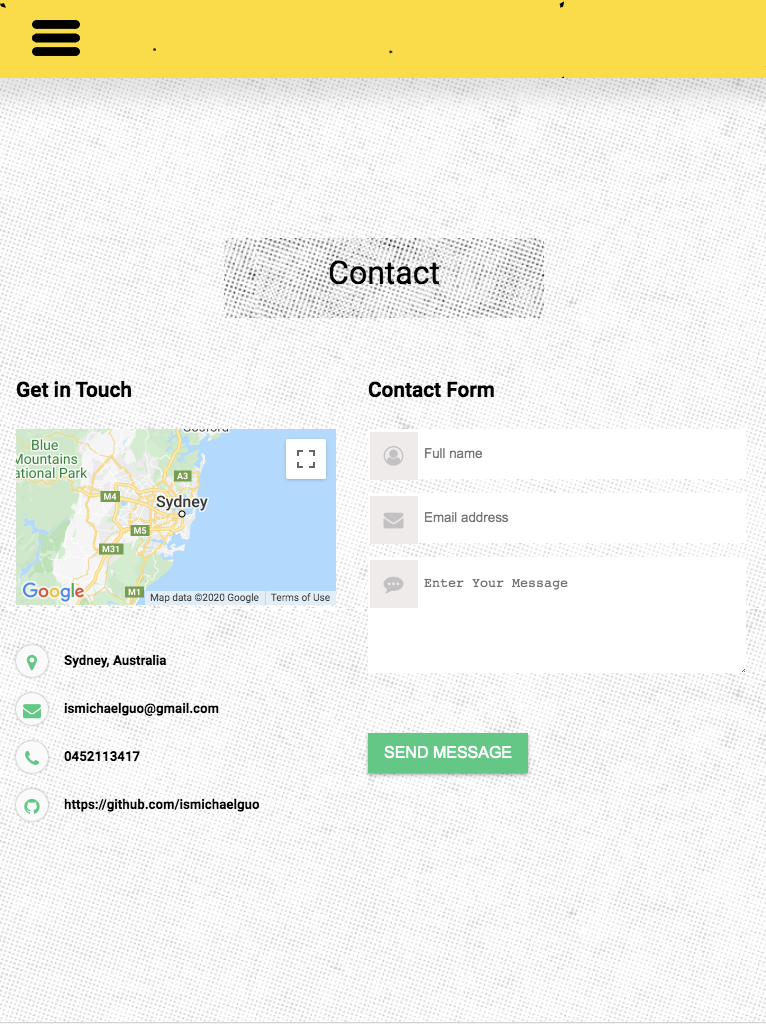 Contact
Get in Touch
Blue
Mountains
ational Park
A3
M4
Sydney
M5
M31
M1
Google
Map data ©2020 Google
Terms of Use
Sydney, Australia
ismichaelguo@gmail.com
0452113417
https://github.com/ismichaelguo
Contact Form
Full name
Email address
Enter Your Message
SEND MESSAGE